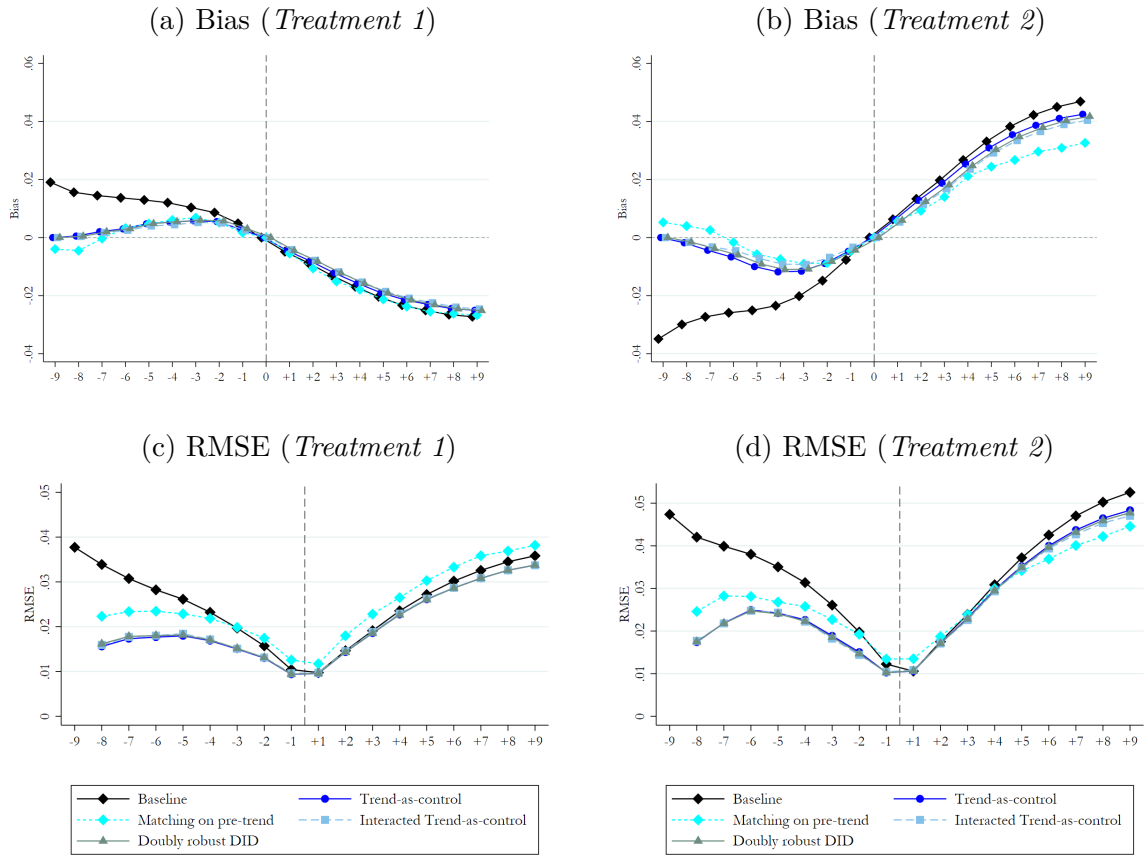 (a) Bias (Treatment 1)
(b) Bias (Treatment 2)
Bias
.06
.04
.02
0
-.02
-.04
-9 -8 -7 -6 -5 -4 -3 -2 -1 0 +1 +2 +3 +4 +5 +6 +7 +8 +9
Bias
.06
.04
.02
0
-.02
-.04
-9 -8 -7 -6 -5 -4 -3 -2 -1 0 +1 +2 +3 +4 +5 +6 +7 +8 +9
(c) RMSE (Treatment 1)
(d) RMSE (Treatment 2)
RMSE
.05
.04
.03
.02
.01
0
-9 -8 -7 -6 -5 -4 -3 -2 -1 +1 +2 +3 +4 +5 +6 +7 +8 +9
RMSE
.05
.04
.03
.02
.01
0
-9 -8 -7 -6 -5 -4 -3 -2 -1 +1 +2 +3 +4 +5 +6 +7 +8 +9
Baseline Trend-as-control
Matching on pre-trend Interacted Trend-as-control
Doubly robust DID
Baseline Trend-as-control
Matching on pre-trend Interacted Trend-as-control
Doubly robust DID